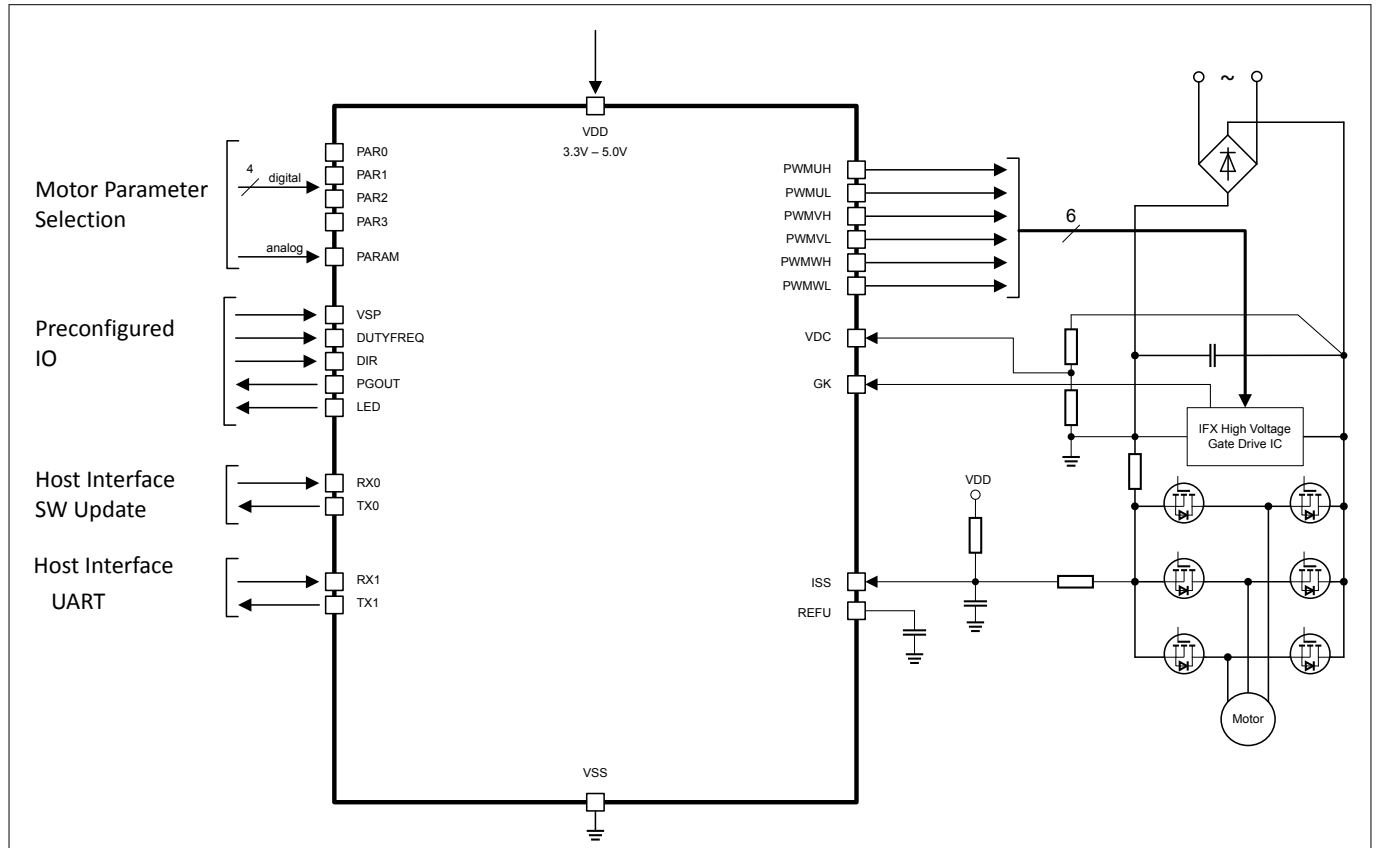 VDD
3.3V – 5.0V
Motor Parameter
Selection
4
digital
analog
PAR0
PAR1
PAR2
PAR3
PARAM
Preconfigured
IO
VSP
DUTYFREQ
DIR
PGOUT
LED
Host Interface
SW Update
RX0
TX0
Host Interface
UART
RX1
TX1
PWMUH
PWMUL
PWMVH
PWMVL
PWMWH
PWMWL
6
VDC
GK
ISS
REFU
~
IFX High Voltage
Gate Drive IC
VDD
Motor
VSS